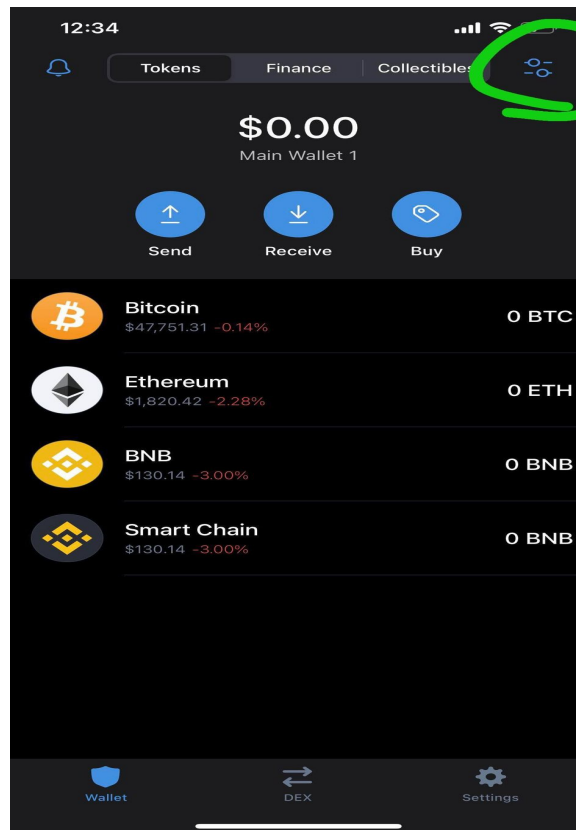 12:34
Tokens Finance Collectibles
$0.00
Main Wallet 1
Send Receive Buy
Bitcoin
$47,751.31 -0.14%
0 BTC
Ethereum
$1,820.42 -2.28%
0 ETH
BNB
$130.14 -3.00%
0 BNB
Smart Chain
$130.14 -3.00%
0 BNB
Wallet DEX Settings